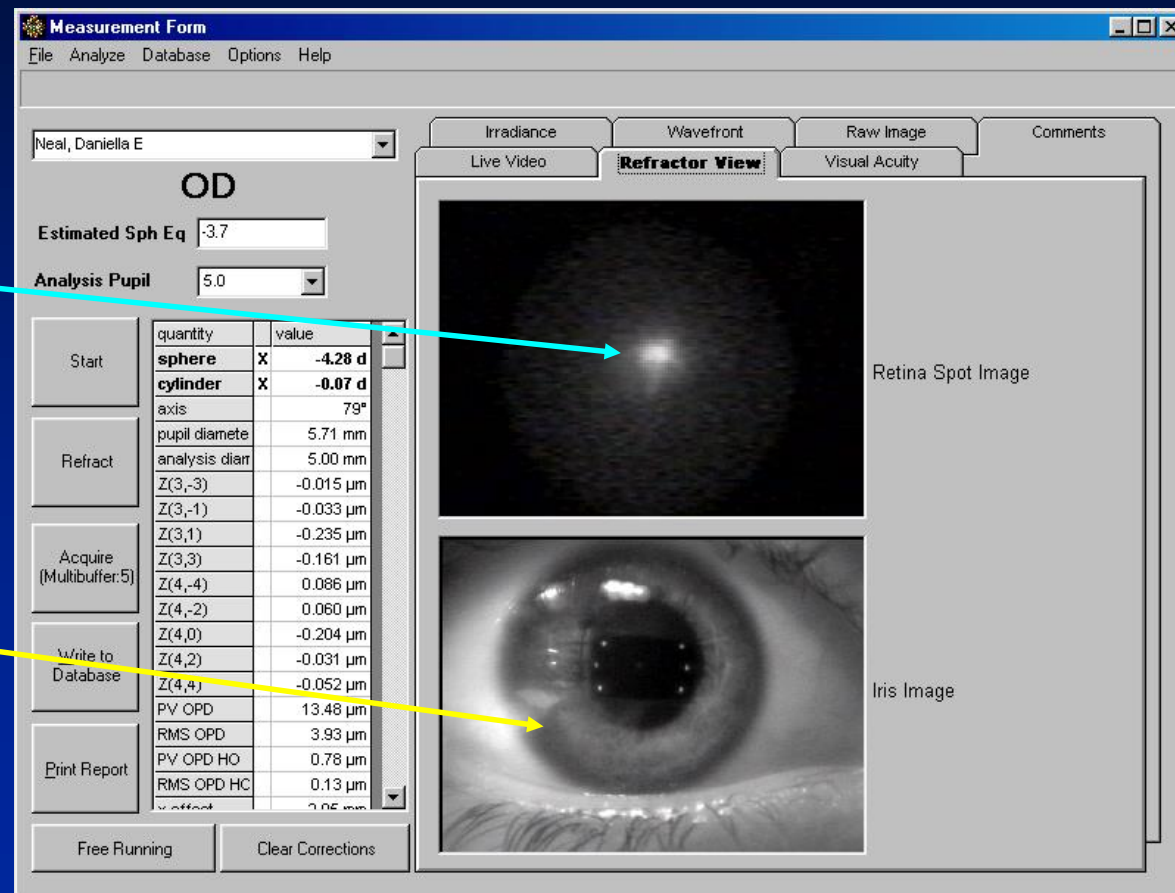 Measurement Form
File Analyze Database Options Help
Neal, Daniella E
OD
Estimated Sph Eq -3.7
Analysis Pupil 5.0
Start
Refract
Acquire
(Multibuffer:5)
Write to
Database
Print Report
Free Running
Clear Corrections
quantity value
sphere X -4.28 d
cylinder X -0.07 d
axis 79°
pupil diamete 5.71 mm
analysis diam 5.00 mm
Z(3,-3) -0.015 µm
Z(3,-1) -0.033 µm
Z(3,1) -0.235 µm
Z(3,3) -0.161 µm
Z(4,-4) 0.086 µm
Z(4,-2) 0.060 µm
Z(4,0) -0.204 µm
Z(4,2) -0.031 µm
Z(4,4) -0.052 µm
PV OPD 13.48 µm
RMS OPD 3.93 µm
PV OPD HO 0.78 µm
RMS OPD HC 0.13 µm
Irradiance Wavefront Raw Image Comments
Live Video Refractor View Visual Acuity
Retina Spot Image
Iris Image